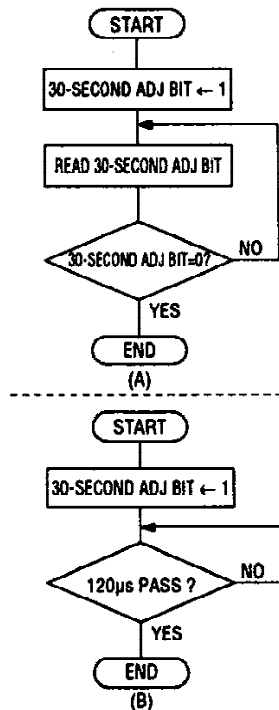 START
30-SECOND ADJ BIT ← 1
READ 30-SECOND ADJ BIT
30-SECOND ADJ BIT=0?
NO
YES
END
(A)
START
30-SECOND ADJ BIT ← 1
120µs PASS ?
NO
YES
END
(B)